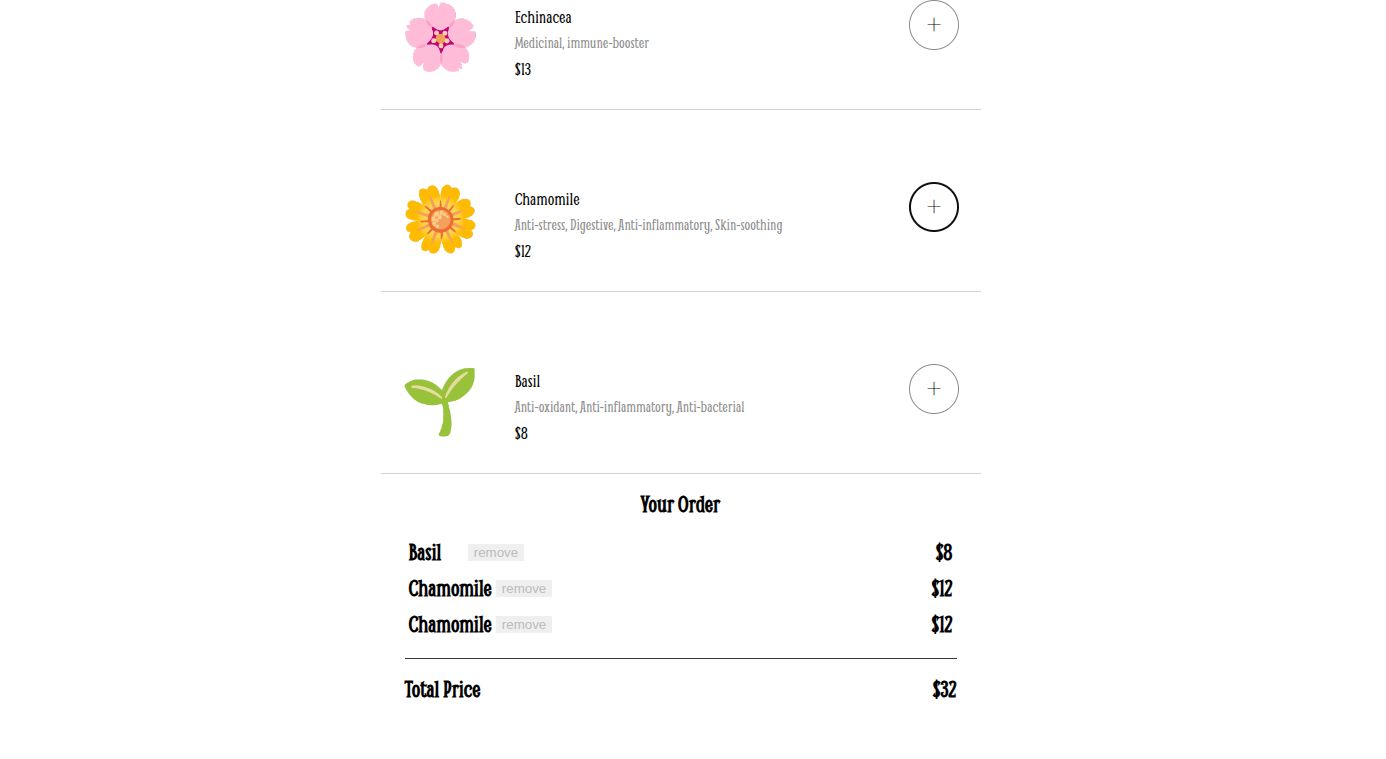 Echinacea
Medicinal, immune-booster
$13
+
Chamomile
Anti-stress, Digestive, Anti-inflammatory, Skin-soothing
$12
+
Basil
Anti-oxidant, Anti-inflammatory, Anti-bacterial
$8
+
Your Order
Basil remove $8
Chamomile remove $12
Chamomile remove $12
Total Price $32